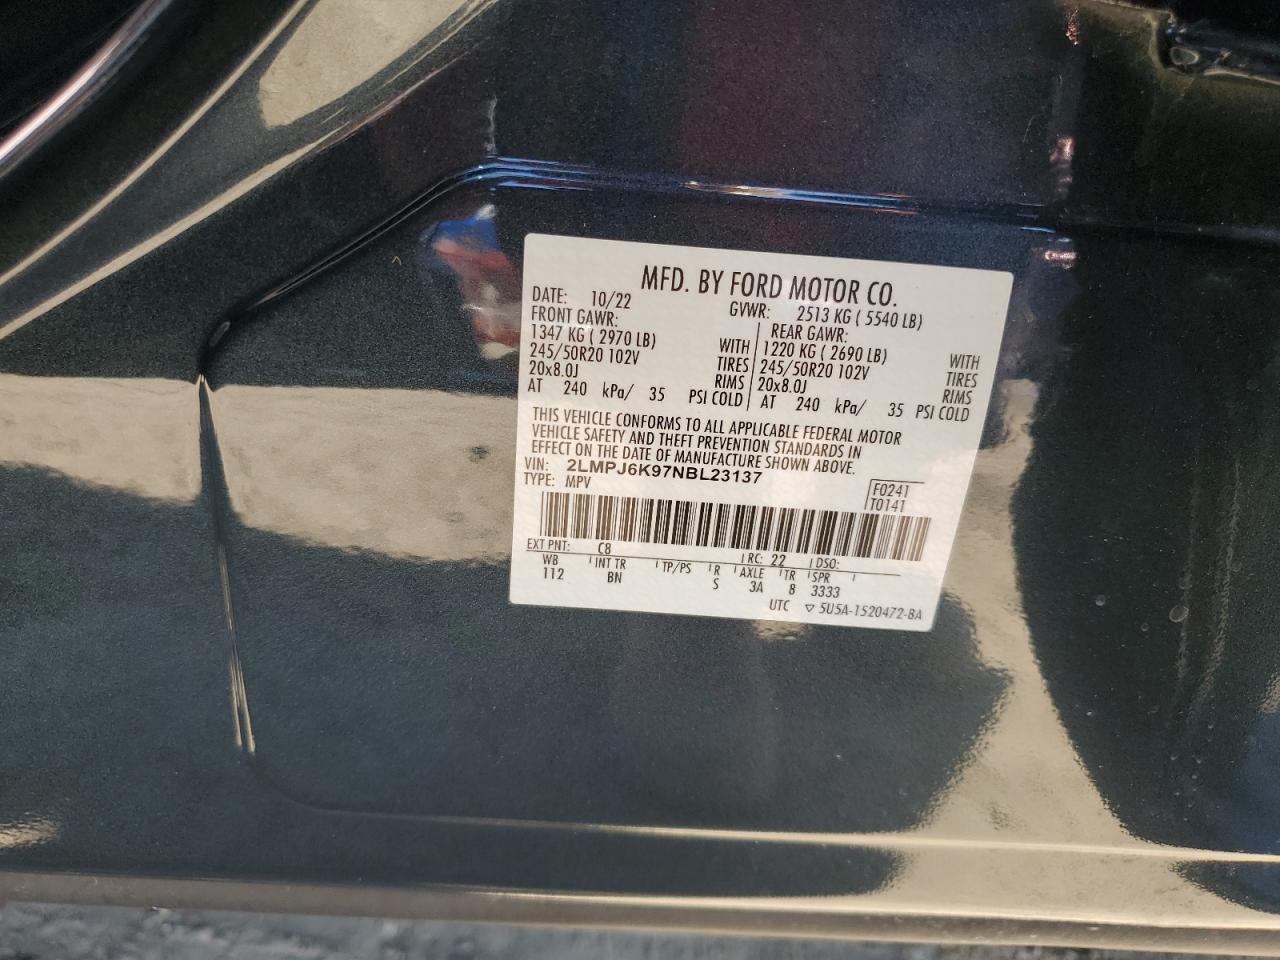 MFD. BY FORD MOTOR CO.
DATE: 10/22 GVWR: 2513 KG ( 5540 LB)
FRONT GAWR: REAR GAWR:
1347 KG ( 2970 LB) WITH 1220 KG ( 2690 LB) WITH
245/50R20 102V TIRES 245/50R20 102V TIRES
20x8.0J RIMS 20x8.0J RIMS
AT 240 kPa/ 35 PSI COLD AT 240 kPa/ 35 PSI COLD
THIS VEHICLE CONFORMS TO ALL APPLICABLE FEDERAL MOTOR
VEHICLE SAFETY AND THEFT PREVENTION STANDARDS IN
EFFECT ON THE DATE OF MANUFACTURE SHOWN ABOVE.
VIN: 2LMPJ6K97NBL23137
TYPE: MPV F0241
T0141
EXT PNT: C8 RC: 22 DSO:
WB INT TR TP/PS R AXLE TR SPR
112 BN S 3A 8 3333
UTC ▽ 5U5A-1520472-BA